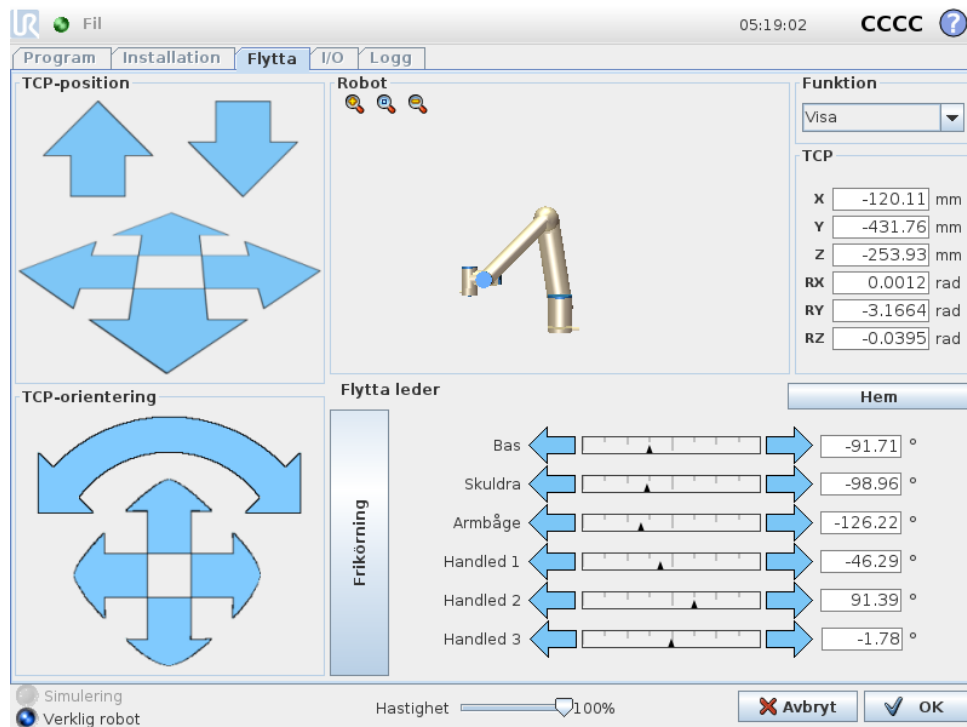 UR Fil 05:19:02 CCCC ?
Program Installation Flytta I/O Logg
TCP-position
Robot
Funktion
Visa
TCP
X -120.11 mm
Y -431.76 mm
Z -253.93 mm
RX 0.0012 rad
RY -3.1664 rad
RZ -0.0395 rad
TCP-orientering
Flytta leder
Hem
Frikörning
Bas -91.71 °
Skuldra -98.96 °
Armbåge -126.22 °
Handled 1 -46.29 °
Handled 2 91.39 °
Handled 3 -1.78 °
Simulering
Verklig robot
Hastighet 100%
Avbryt
OK